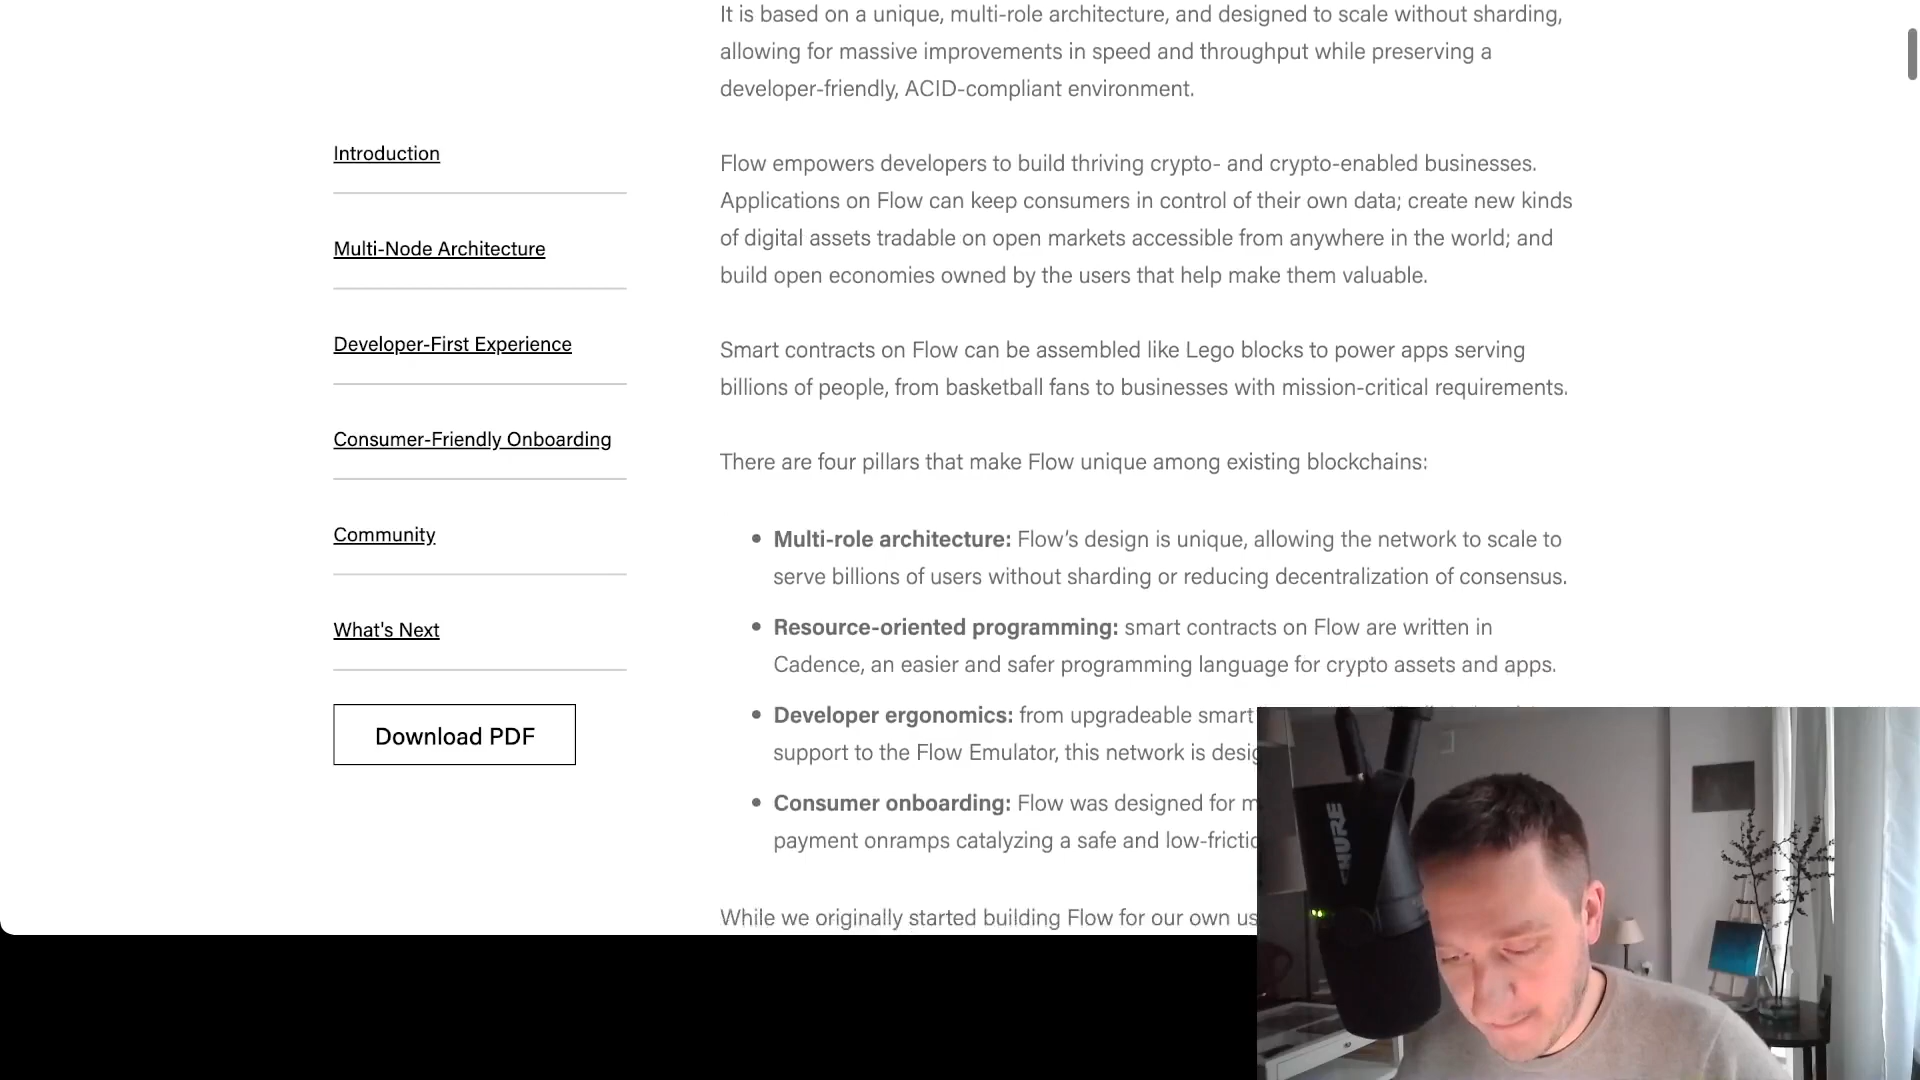 It is based on a unique, multi-role architecture, and designed to scale without sharding,
allowing for massive improvements in speed and throughput while preserving a
developer-friendly, ACID-compliant environment.
Introduction
Multi-Node Architecture
Developer-First Experience
Consumer-Friendly Onboarding
Community
What's Next
Download PDF
Flow empowers developers to build thriving crypto- and crypto-enabled businesses.
Applications on Flow can keep consumers in control of their own data; create new kinds
of digital assets tradable on open markets accessible from anywhere in the world; and
build open economies owned by the users that help make them valuable.
Smart contracts on Flow can be assembled like Lego blocks to power apps serving
billions of people, from basketball fans to businesses with mission-critical requirements.
There are four pillars that make Flow unique among existing blockchains:
• Multi-role architecture: Flow’s design is unique, allowing the network to scale to
serve billions of users without sharding or reducing decentralization of consensus.
• Resource-oriented programming: smart contracts on Flow are written in
Cadence, an easier and safer programming language for crypto assets and apps.
• Developer ergonomics: from upgradeable smart
support to the Flow Emulator, this network is
• Consumer onboarding: Flow was designed for
payment onramps catalyzing a safe and
While we originally started building Flow for our own
SHURE